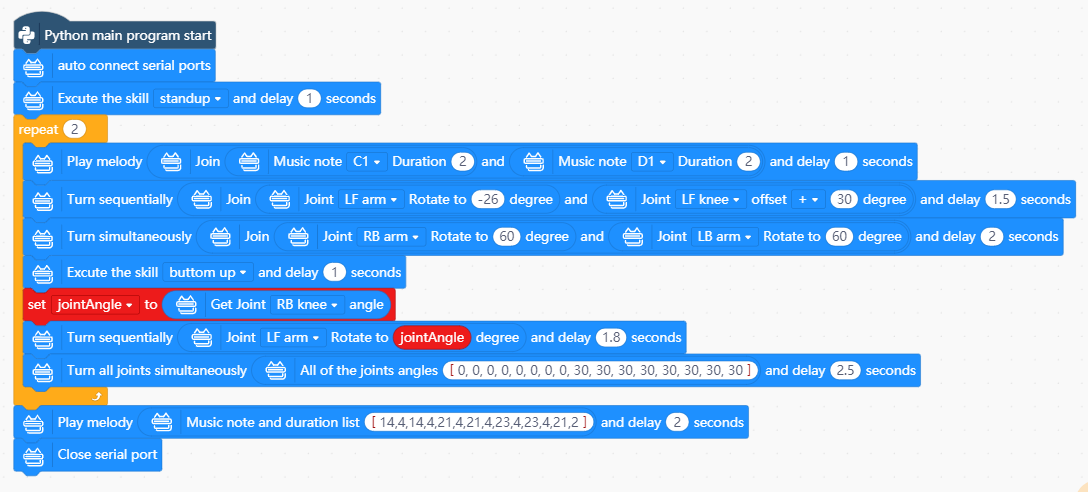 Python main program start
auto connect serial ports
Excute the skill standup and delay 1 seconds
repeat 2
Play melody Join Music note C1 Duration 2 and Music note D1 Duration 2 and delay 1 seconds
Turn sequentially Join Joint LF arm Rotate to -26 degree and Joint LF knee offset + 30 degree and delay 1.5 seconds
Turn simultaneously Join Joint RB arm Rotate to 60 degree and Joint LB arm Rotate to 60 degree and delay 2 seconds
Excute the skill buttom up and delay 1 seconds
set jointAngle to Get Joint RB knee angle
Turn sequentially Joint LF arm Rotate to jointAngle degree and delay 1.8 seconds
Turn all joints simultaneously All of the joints angles [ 0, 0, 0, 0, 0, 0, 0, 0, 30, 30, 30, 30, 30, 30, 30, 30 ] and delay 2.5 seconds
Play melody Music note and duration list [ 14,4,14,4,21,4,21,4,23,4,23,4,21,2 ] and delay 2 seconds
Close serial port